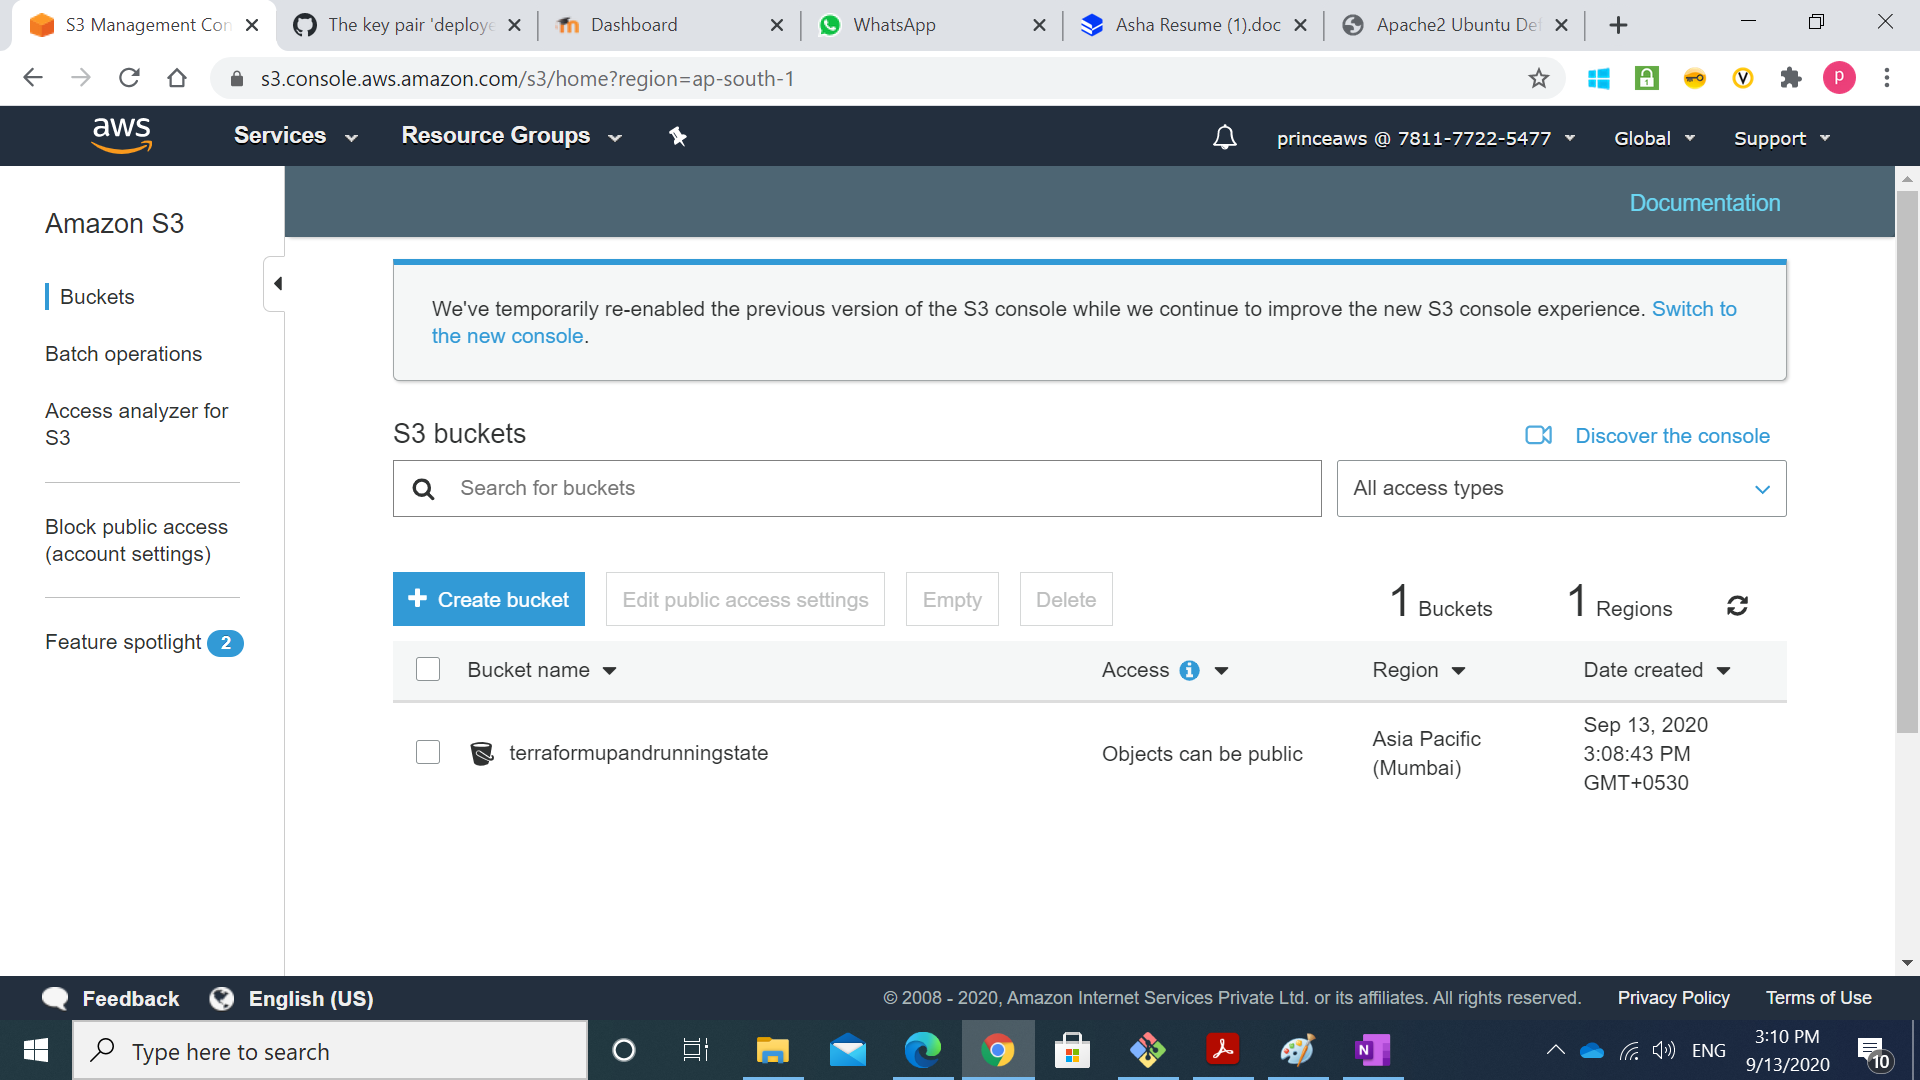 S3 Management Con
The key pair 'deploye
Dashboard
WhatsApp
Asha Resume (1).doc
Apache2 Ubuntu Def
s3.console.aws.amazon.com/s3/home?region=ap-south-1
p
aws
Services
Resource Groups
princeaws @ 7811-7722-5477
Global
Support
Documentation
Amazon S3
Buckets
Batch operations
Access analyzer for
S3
Block public access
(account settings)
Feature spotlight 2
We've temporarily re-enabled the previous version of the S3 console while we continue to improve the new S3 console experience. Switch to
the new console.
S3 buckets
Discover the console
Search for buckets
All access types
Create bucket
Edit public access settings
Empty
Delete
1 Buckets
1 Regions
Bucket name
Access
Region
Date created
terraformupandrunningstate
Objects can be public
Asia Pacific
(Mumbai)
Sep 13, 2020
3:08:43 PM
GMT+0530
Feedback
English (US)
© 2008 - 2020, Amazon Internet Services Private Ltd. or its affiliates. All rights reserved.
Privacy Policy
Terms of Use
Type here to search
N
ENG
3:10 PM
9/13/2020
10